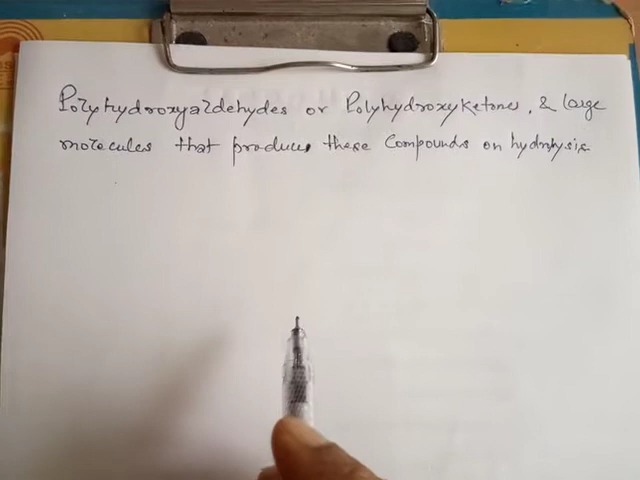 Polyhydroxyaldehydes or Polyhydroxyketones, & large
molecules that produces these Compounds on hydrolysis